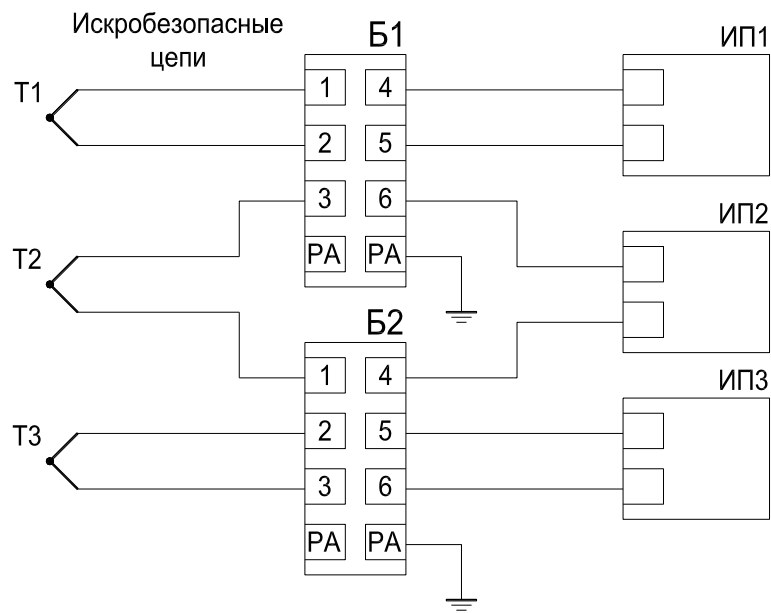 Искробезопасные
цепи
Б1
ИП1
Т1
1 4
2 5
3 6
РА РА
Т2
ИП2
Б2
1 4
ИП3
Т3
2 5
3 6
РА РА